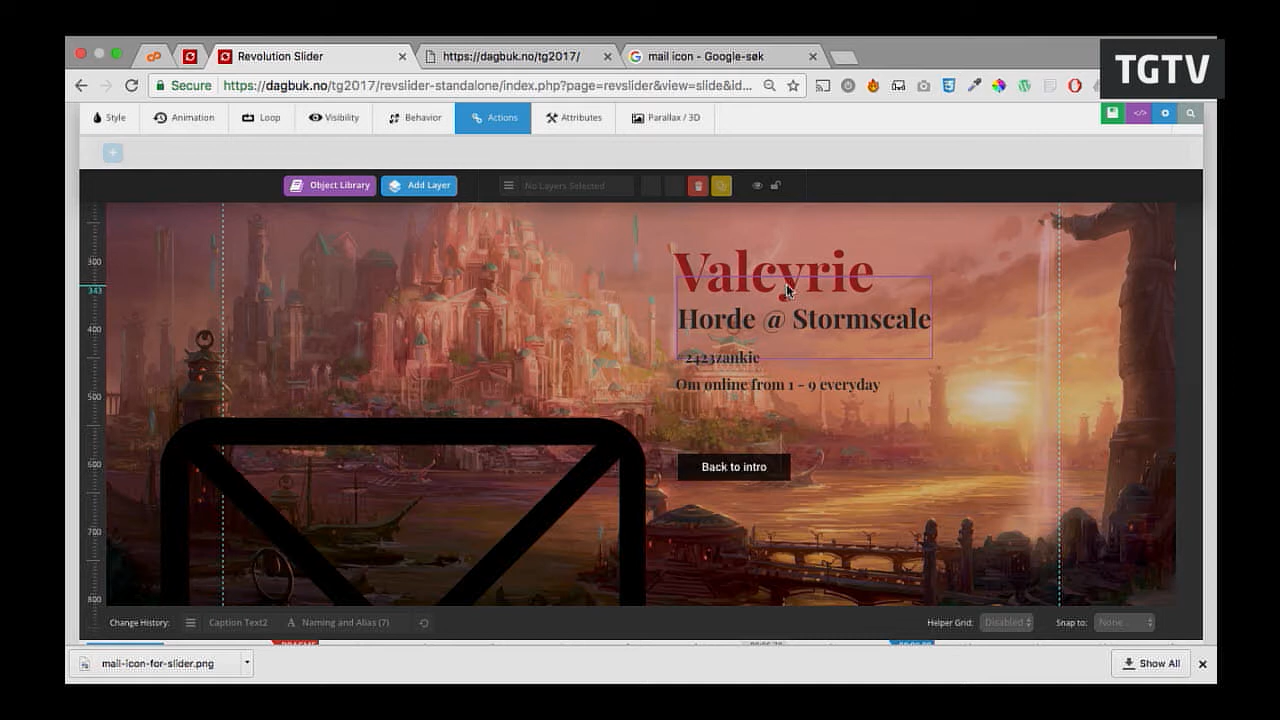 Revolution Slider
https://dagbuk.no/tg2017/
mail icon - Google-søk
TGTV
Secure
https://dagbuk.no/tg2017/revslider-standalone/index.php?page=revslider&view=slide&id...
Style
Animation
Loop
Visibility
Behavior
Actions
Attributes
Parallax / 3D
Object Library
Add Layer
No Layers Selected
300
343
400
500
600
700
800
Valcyrie
Horde @ Stormscale
#2423zankie
Om online from 1 - 9 everyday
Back to intro
Change History:
Caption Text2
Naming and Alias (7)
Helper Grid:
Disabled
Snap to:
None
mail-icon-for-slider.png
Show All